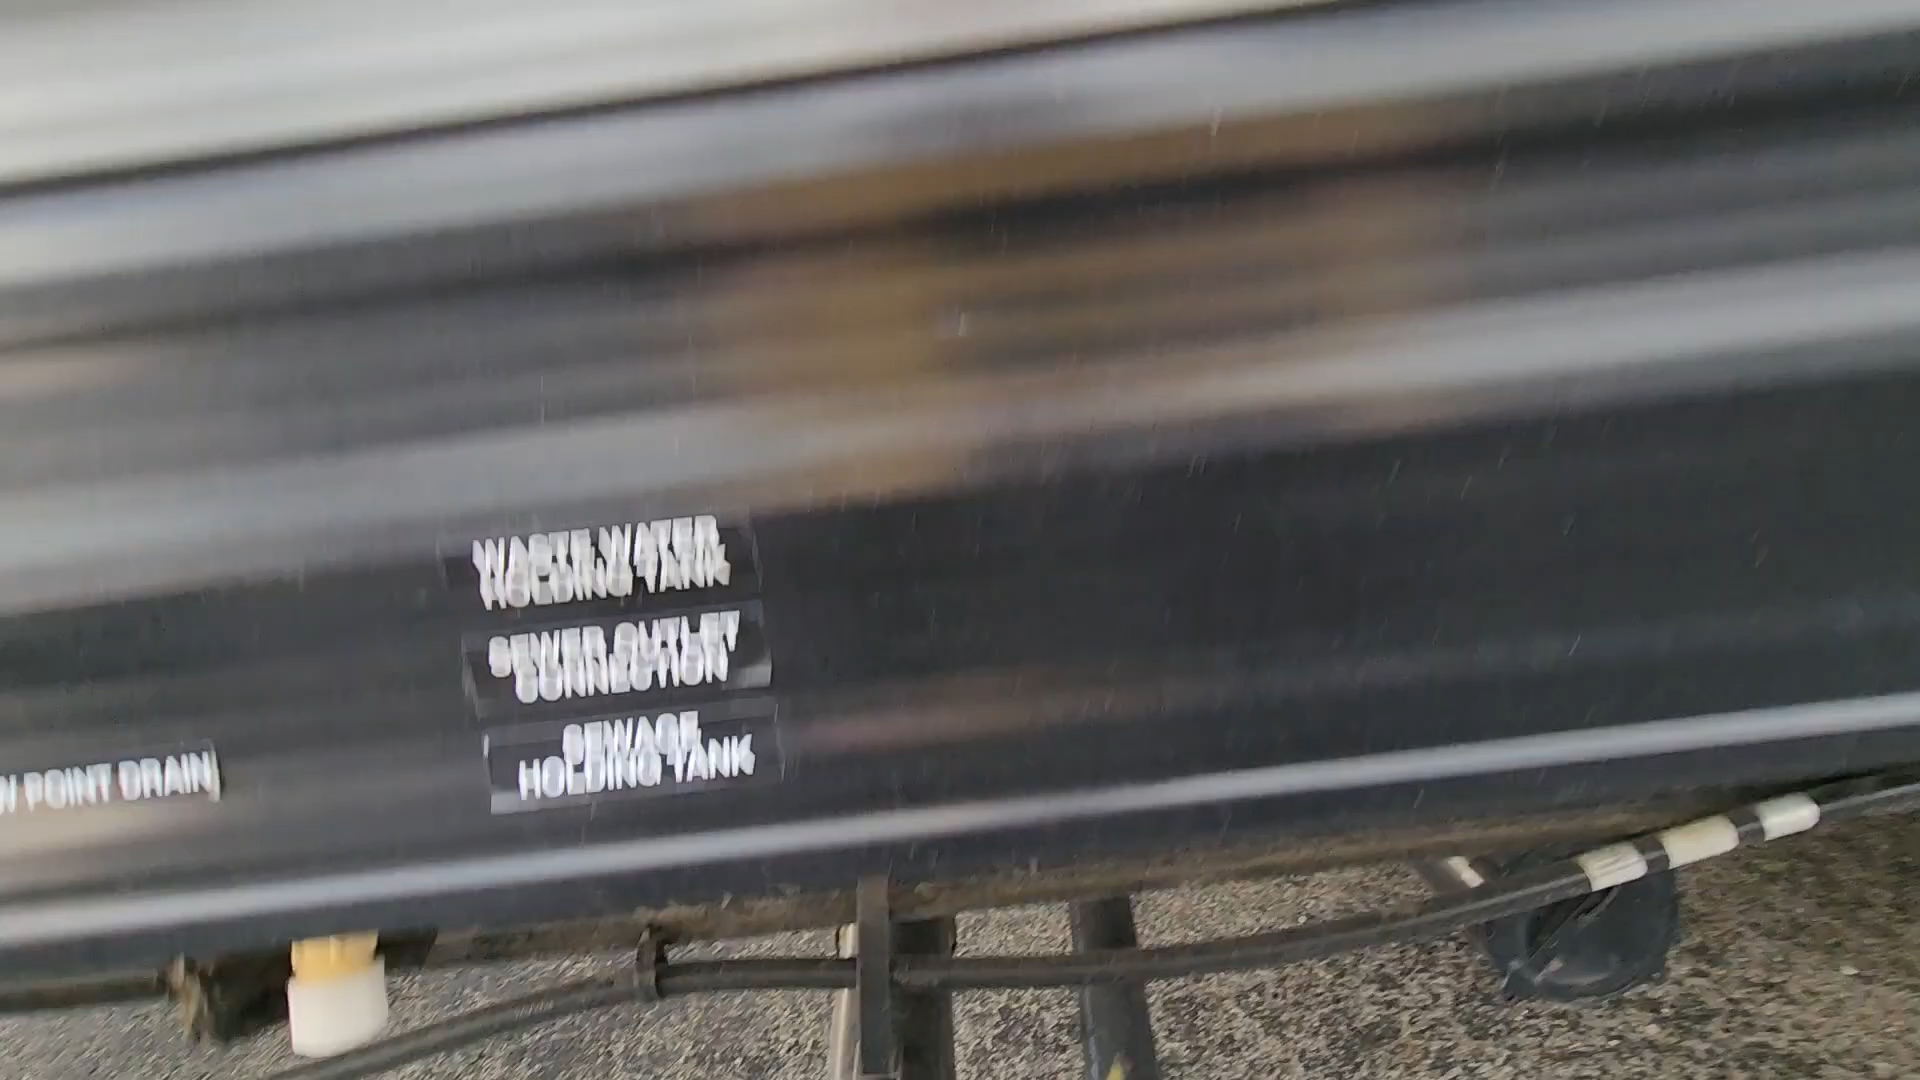 POINT DRAIN
WASTE WATER
HOLDING TANK
SEWER OUTLET
CONNECTION
SEWAGE
HOLDING TANK